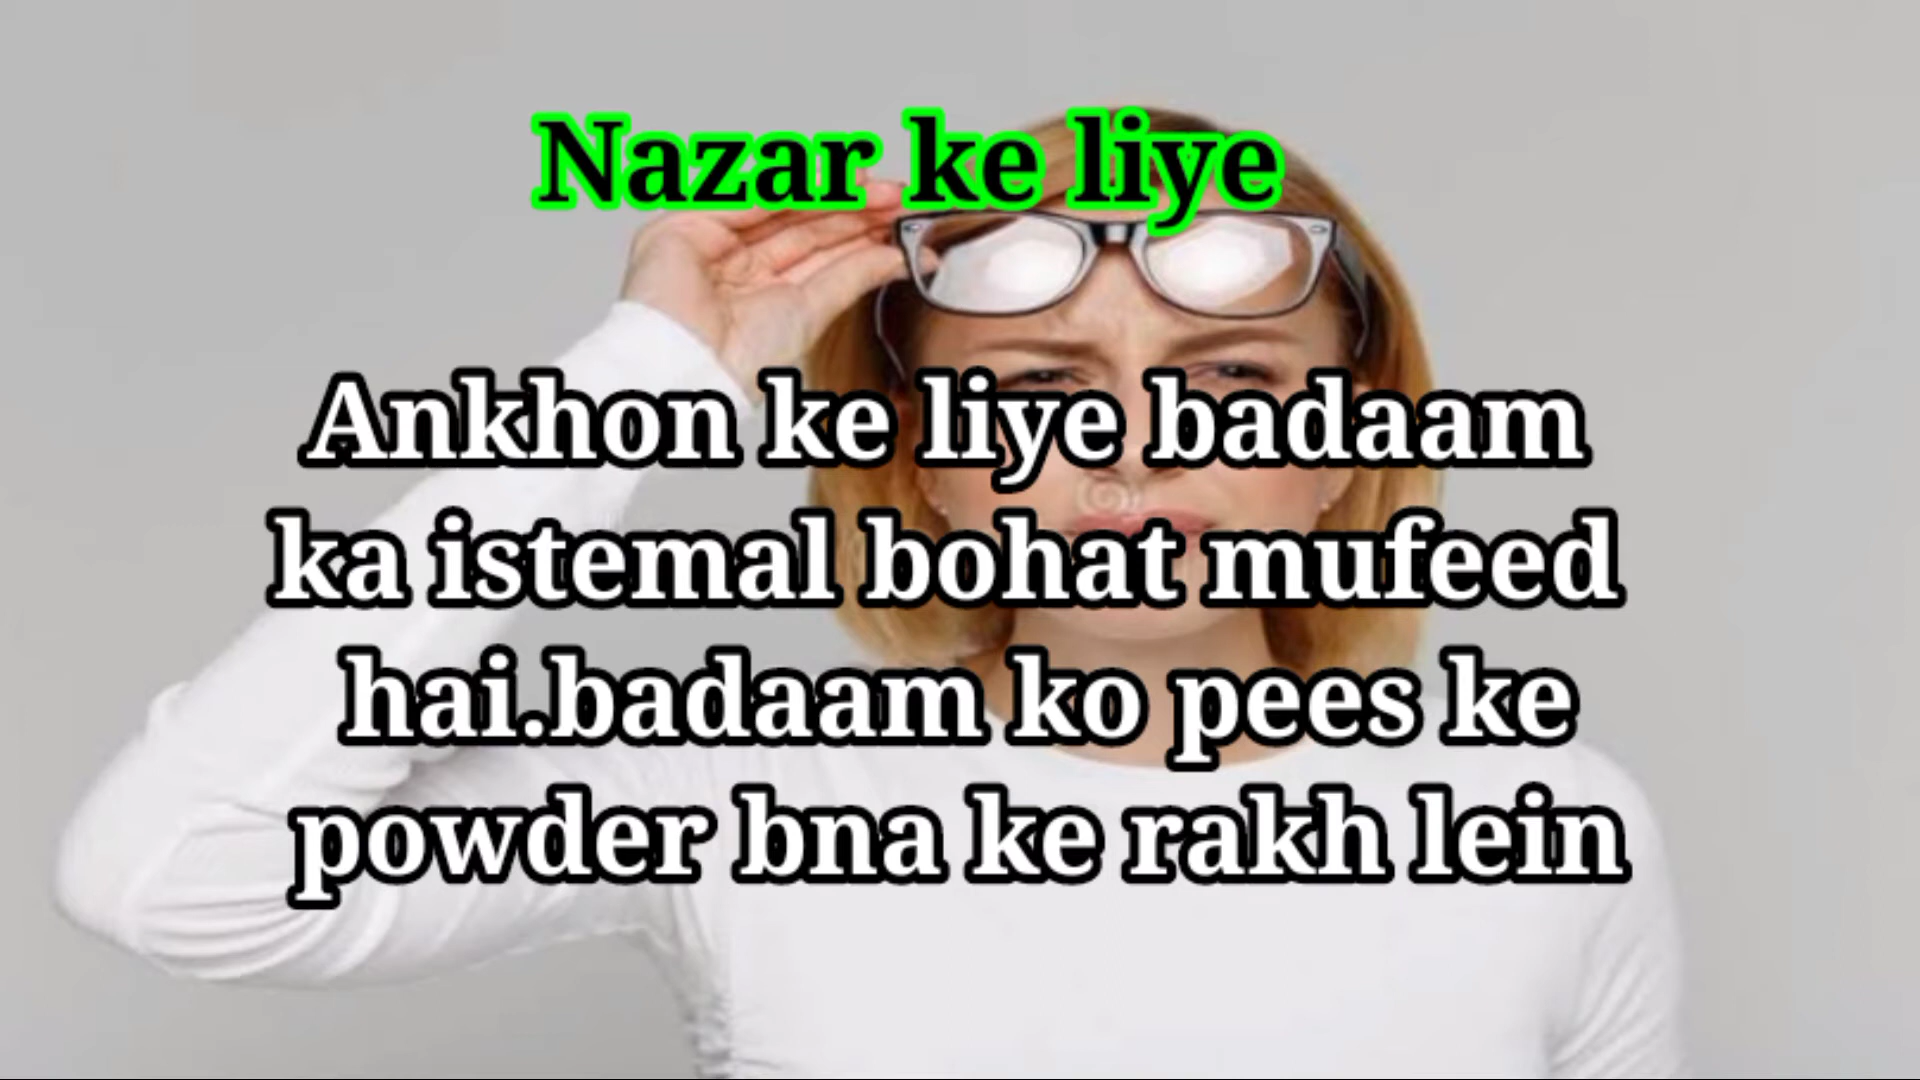 Nazar ke liye
Ankhon ke liye badaam
ka istemal bohat mufeed
hai.badaam ko pees ke
powder bna ke rakh lein